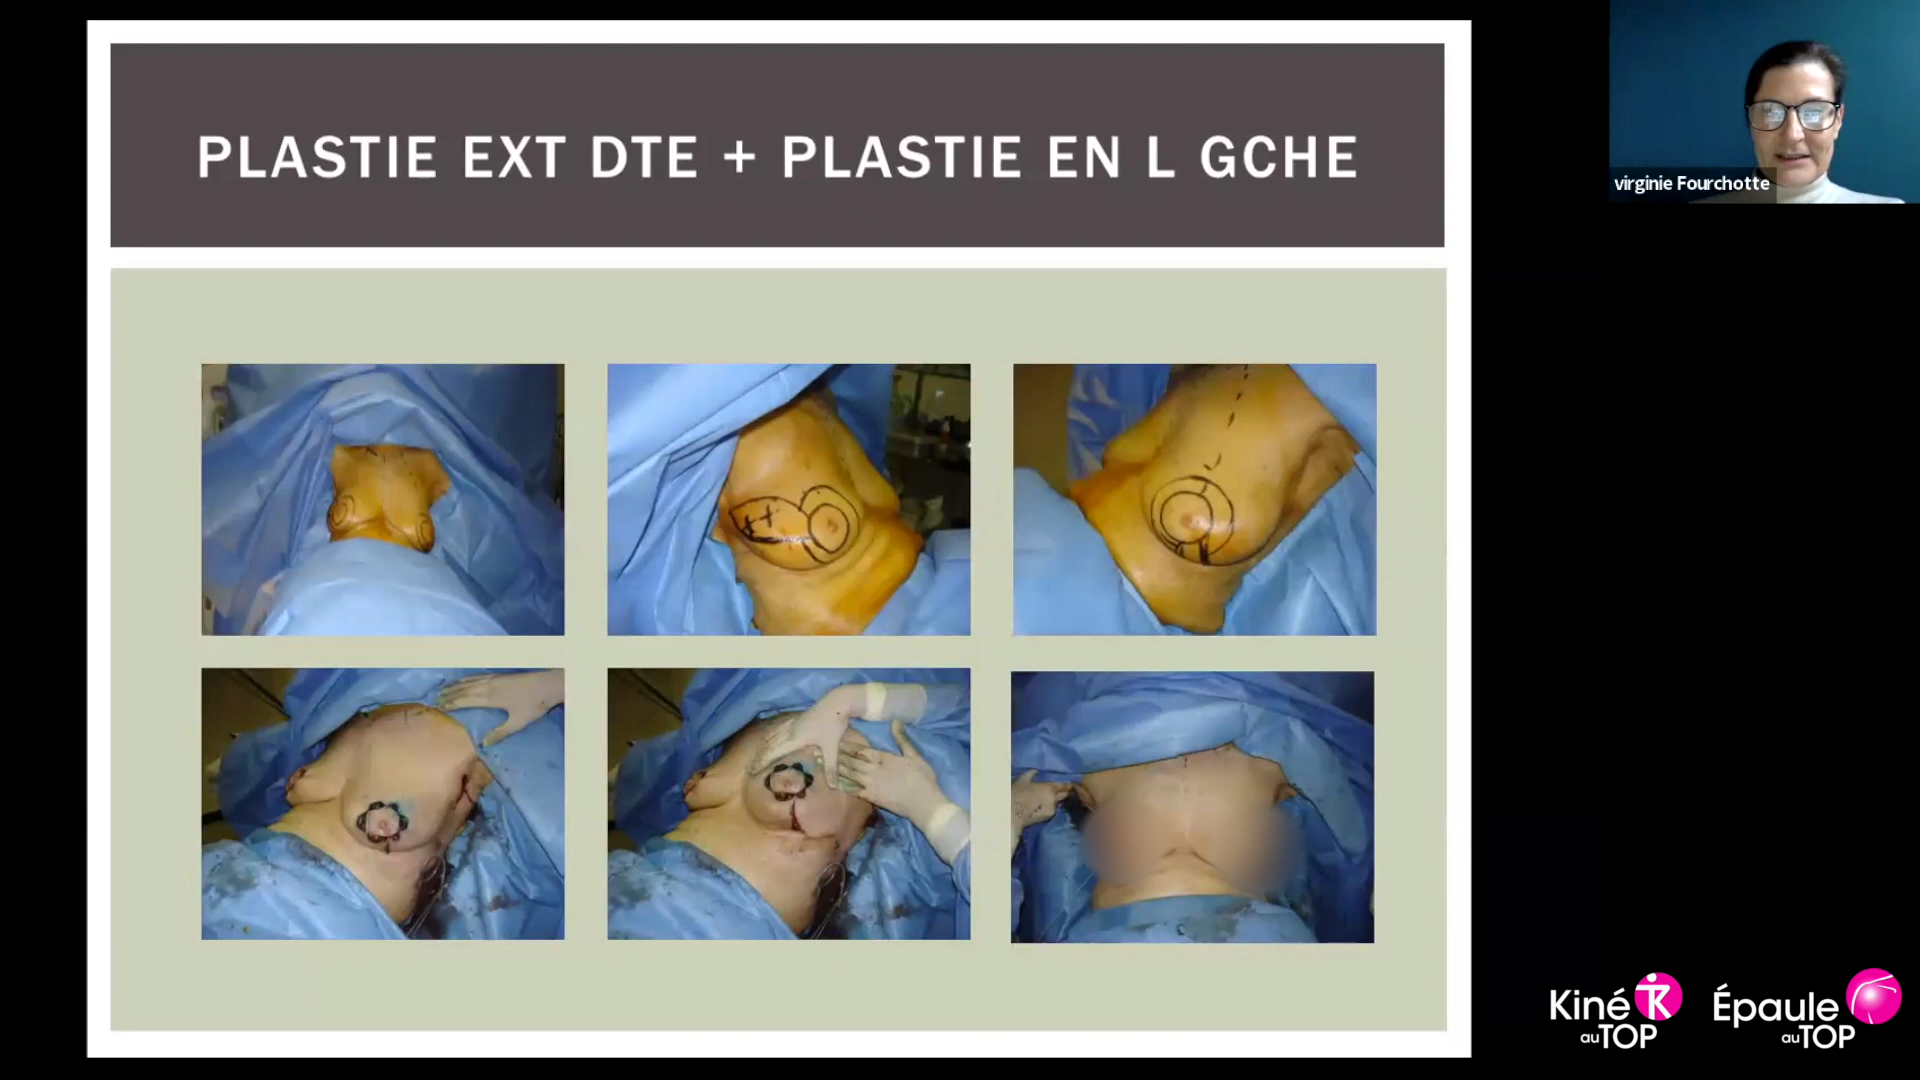 PLASTIE EXT DTE + PLASTIE EN L GCHE
virginie Fourchotte
Kiné
au TOP
Épaule
au TOP